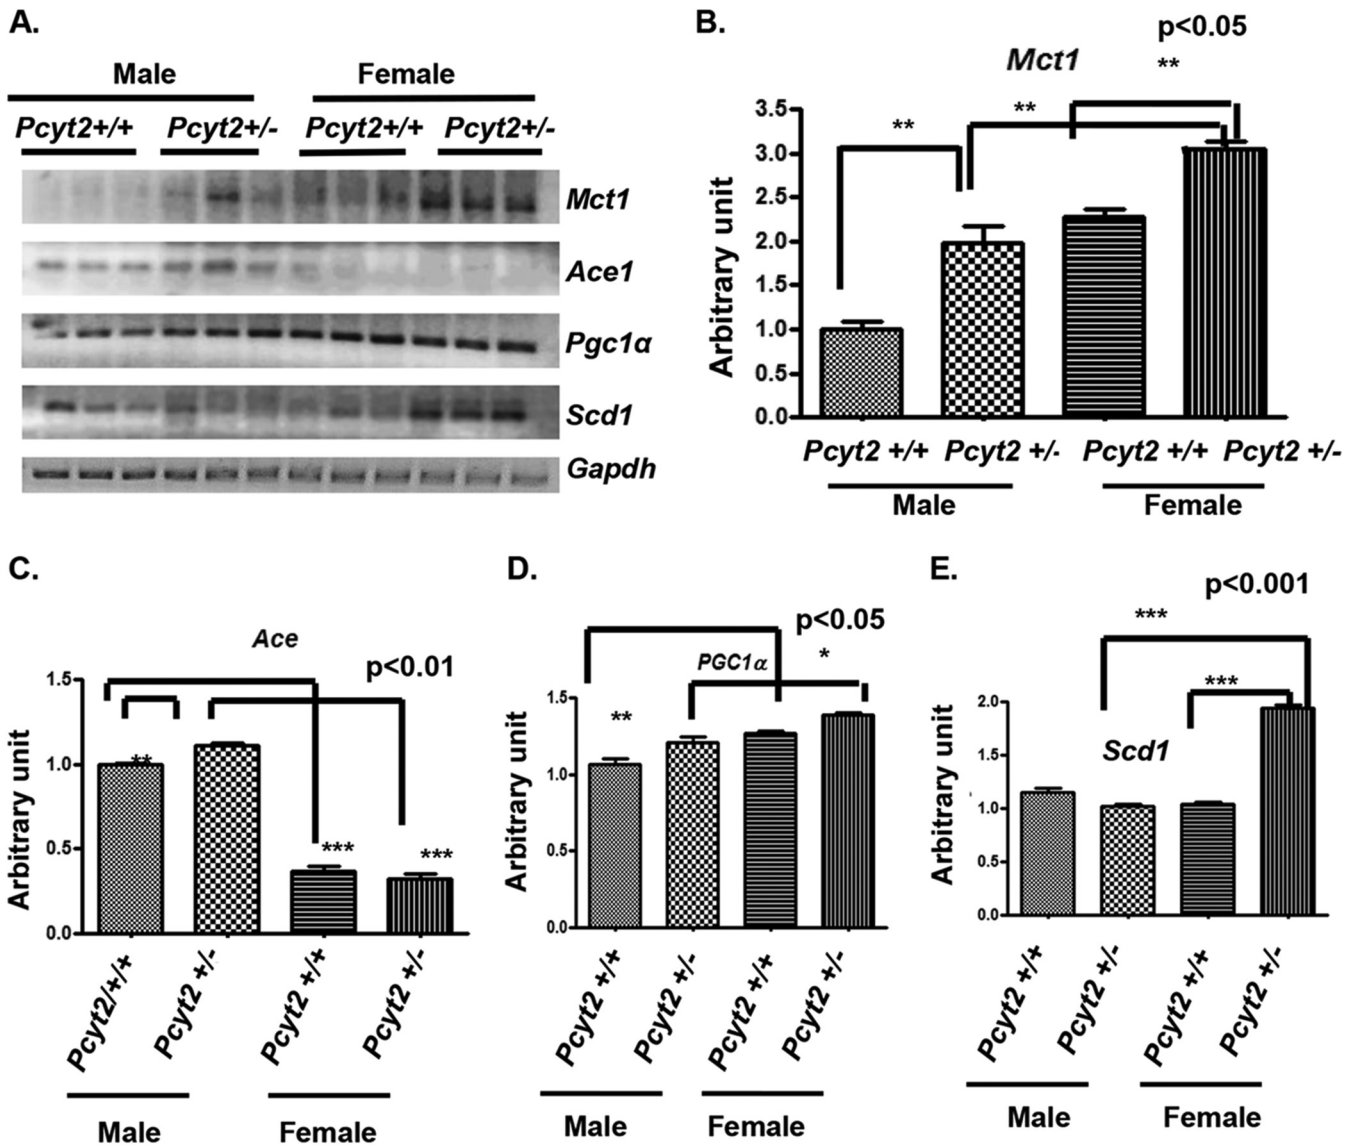 A.
Male Female
Pcyt2+/+ Pcyt2+/- Pcyt2+/+ Pcyt2+/-
Mct1
Ace1
Pgc1α
Scd1
Gapdh
B.
p<0.05
**
Mct1
** **
Arbitrary unit
3.5
3.0
2.5
2.0
1.5
1.0
0.5
0.0
Pcyt2 +/+ Pcyt2 +/- Pcyt2 +/+ Pcyt2 +/-
Male Female
C.
Ace
p<0.01
Arbitrary unit
1.5
1.0
0.5
0.0
**
***
***
Pcyt2/+/+ Pcyt2 +/- Pcyt2 +/+ Pcyt2 +/-
Male Female
D.
p<0.05
*
PGC1α
**
Arbitrary unit
1.5
1.0
0.5
0.0
Pcyt2 +/+ Pcyt2 +/- Pcyt2 +/+ Pcyt2 +/-
Male Female
E.
p<0.001
***
***
Scd1
Arbitrary unit
2.0
1.5
1.0
0.5
0.0
Pcyt2 +/+ Pcyt2 +/- Pcyt2 +/+ Pcyt2 +/-
Male Female